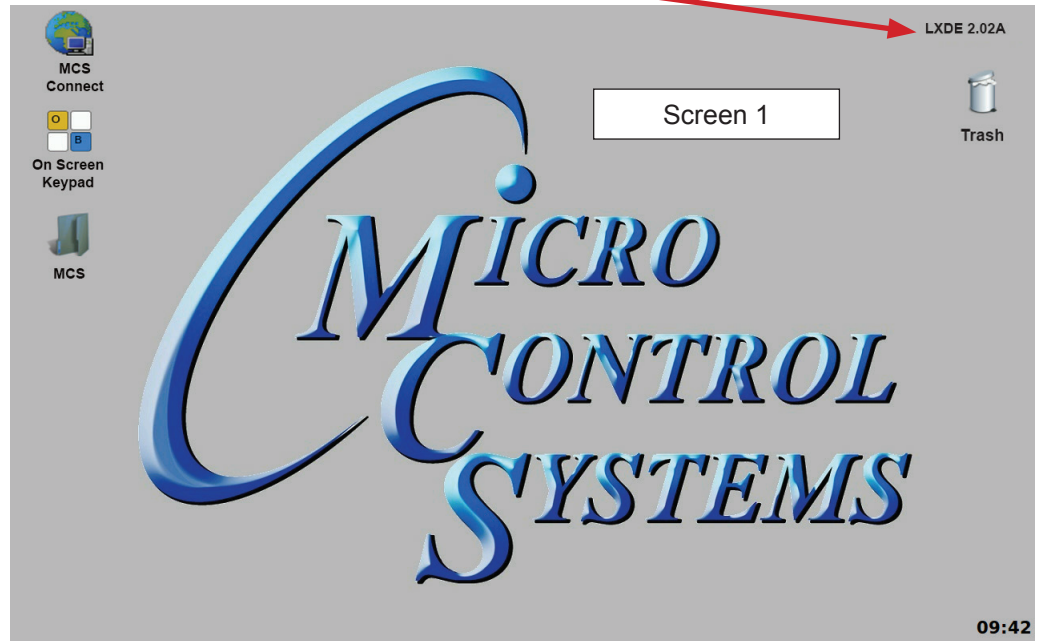 LXDE 2.02A
MCS
Connect
Screen 1
Trash
O
B
On Screen
Keypad
MCS
MICRO
CONTROL
SYSTEMS
09:42